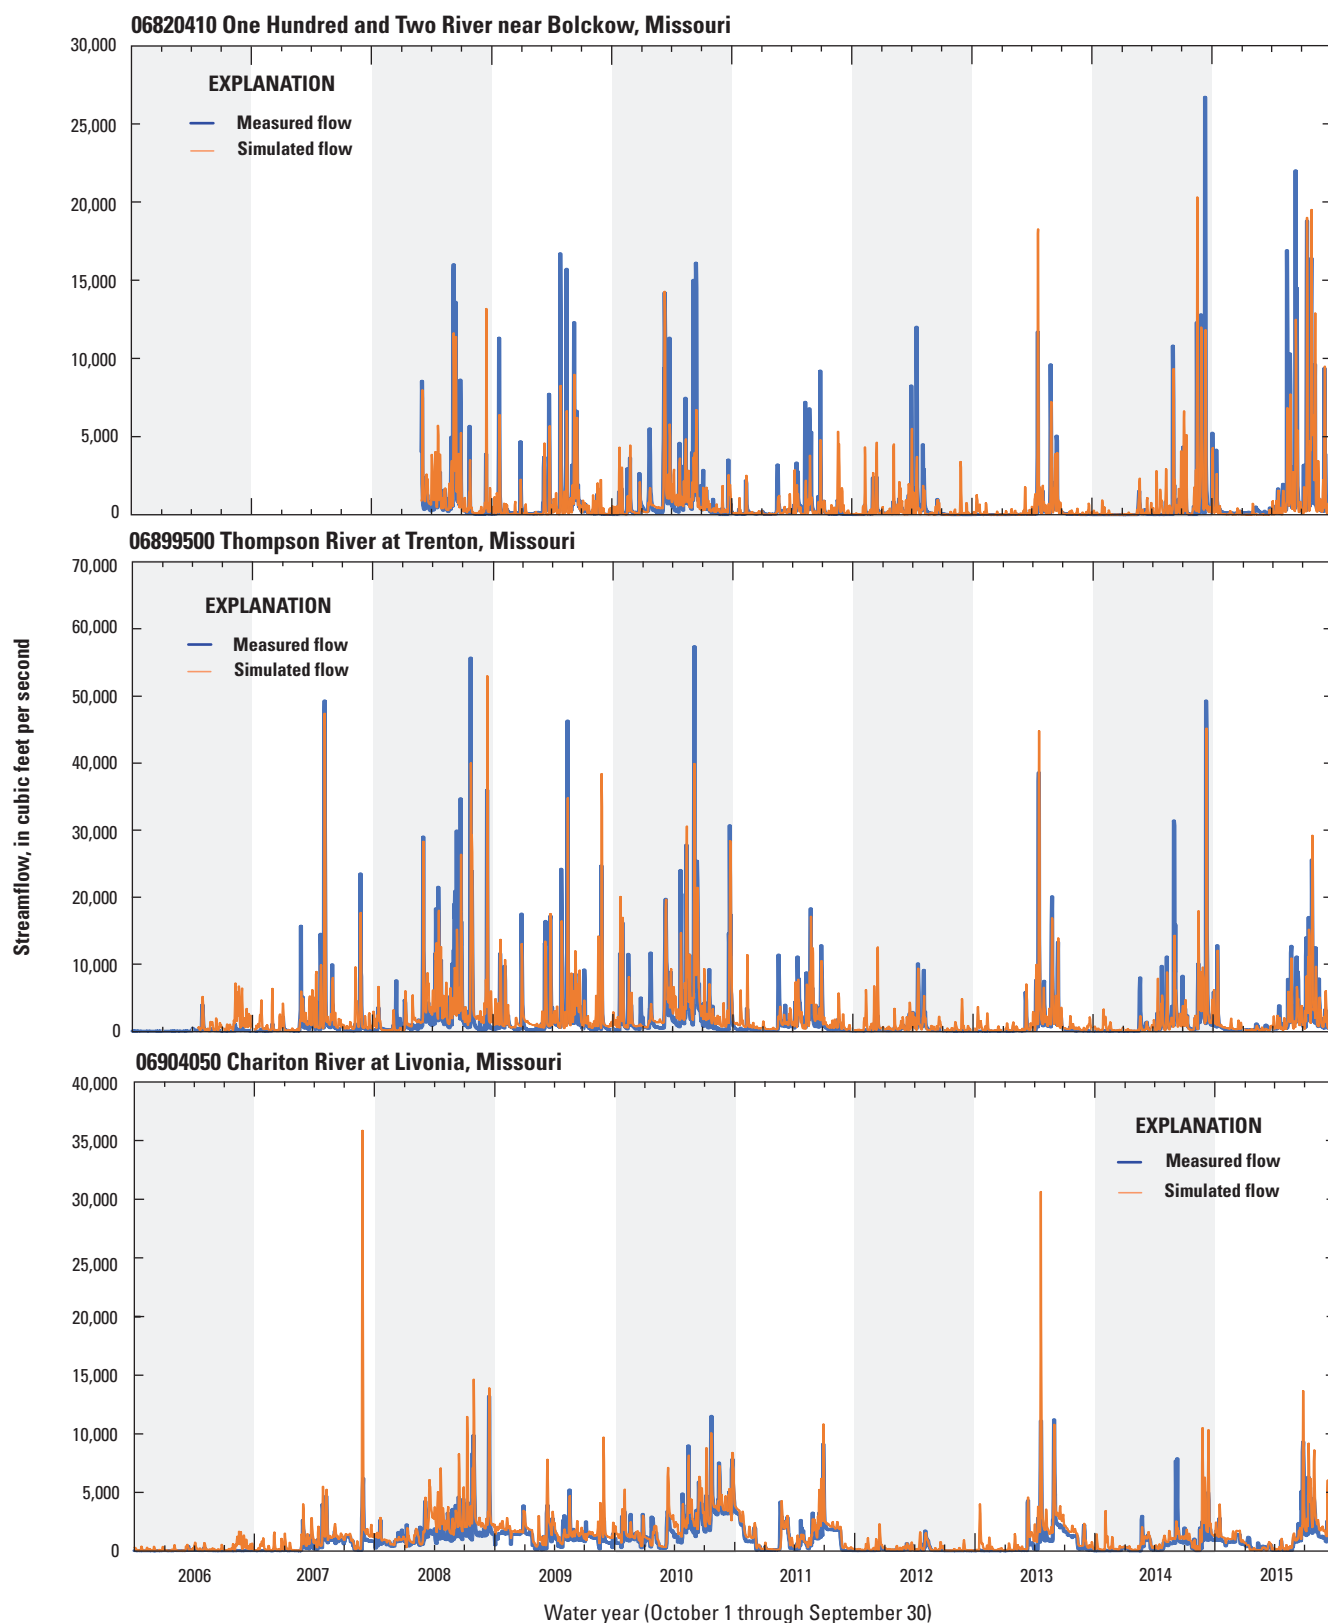 06820410 One Hundred and Two River near Bolckow, Missouri
30,000
25,000
20,000
15,000
10,000
5,000
0
EXPLANATION
Measured flow
Simulated flow
06899500 Thompson River at Trenton, Missouri
70,000
60,000
50,000
40,000
30,000
20,000
10,000
0
EXPLANATION
Measured flow
Simulated flow
Streamflow, in cubic feet per second
06904050 Chariton River at Livonia, Missouri
40,000
35,000
30,000
25,000
20,000
15,000
10,000
5,000
0
EXPLANATION
Measured flow
Simulated flow
2006 2007 2008 2009 2010 2011 2012 2013 2014 2015
Water year (October 1 through September 30)